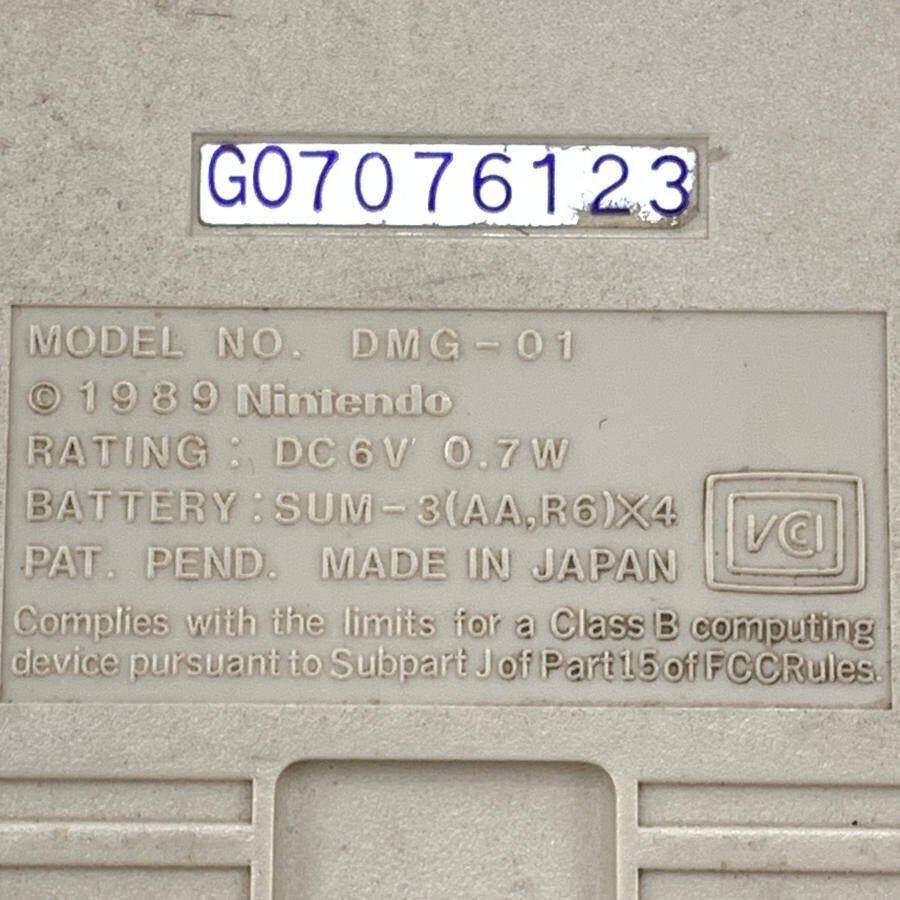 G07076123
MODEL NO. DMG-01
© 1989 Nintendo
RATING : DC 6V 0.7W
BATTERY : SUM-3(AA,R6)X4
PAT. PEND. MADE IN JAPAN
VCCI
Complies with the limits for a Class B computing
device pursuant to Subpart J of Part 15 of FCC Rules.